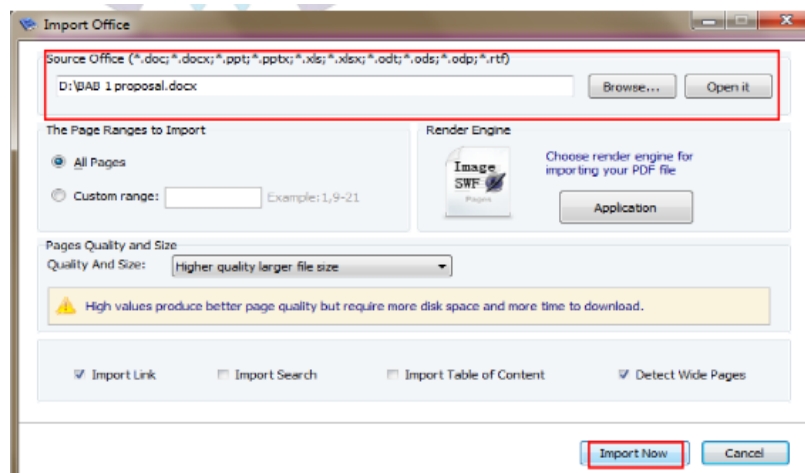 Import Office
Source Office (*.doc;*.docx;*.ppt;*.pptx;*.xls;*.xlsx;*.odt;*.ods;*.odp;*.rtf)
D:\BAB 1 proposal.docx
Browse...
Open it
The Page Ranges to Import
All Pages
Custom range:
Example:1,9-21
Render Engine
Image
SWF
Pages
Choose render engine for
importing your PDF file
Application
Pages Quality and Size
Quality And Size:
Higher quality larger file size
High values produce better page quality but require more disk space and more time to download.
Import Link
Import Search
Import Table of Content
Detect Wide Pages
Import Now
Cancel